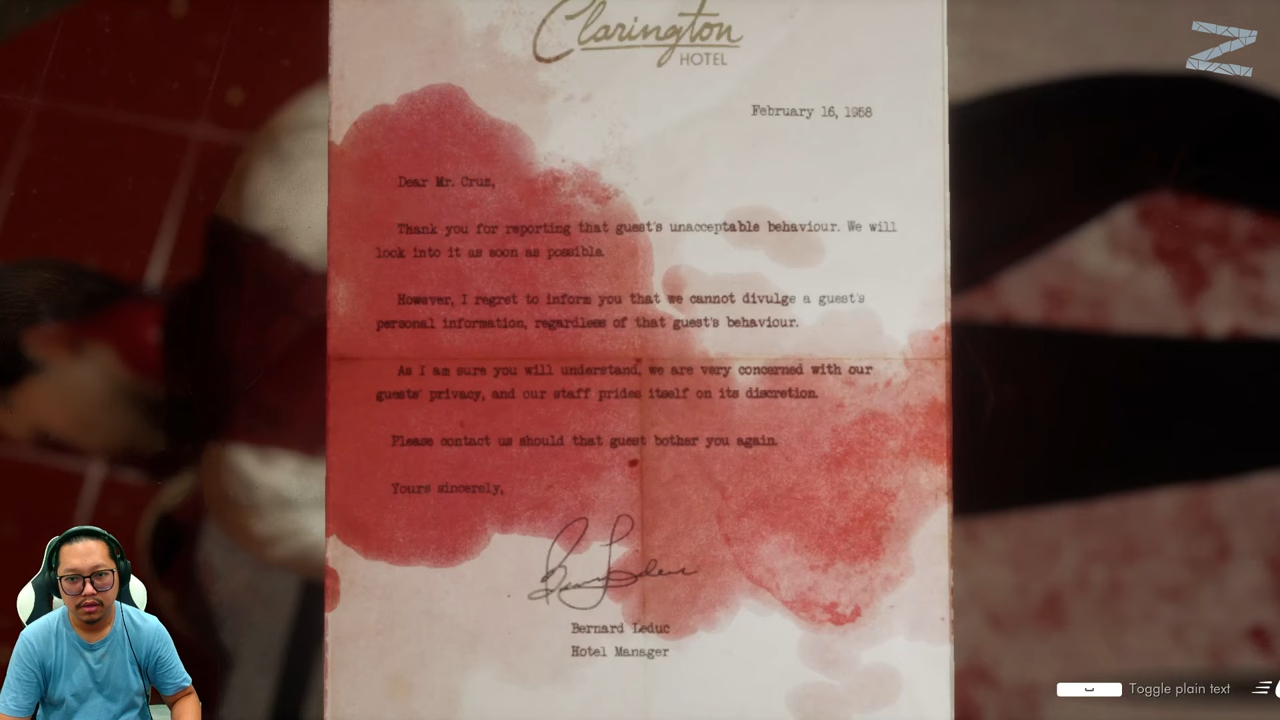 Clarington
HOTEL
February 16, 1958
Dear Mr. Cruz,
Thank you for reporting that guest's unacceptable behaviour. We will
look into it as soon as possible.
However, I regret to inform you that we cannot divulge a guest's
personal information, regardless of that guest's behaviour.
As I am sure you will understand, we are very concerned with our
guests' privacy, and our staff prides itself on its discretion.
Please contact us should that guest bother you again.
Yours sincerely,
Bernard Leduc
Hotel Manager
Toggle plain text